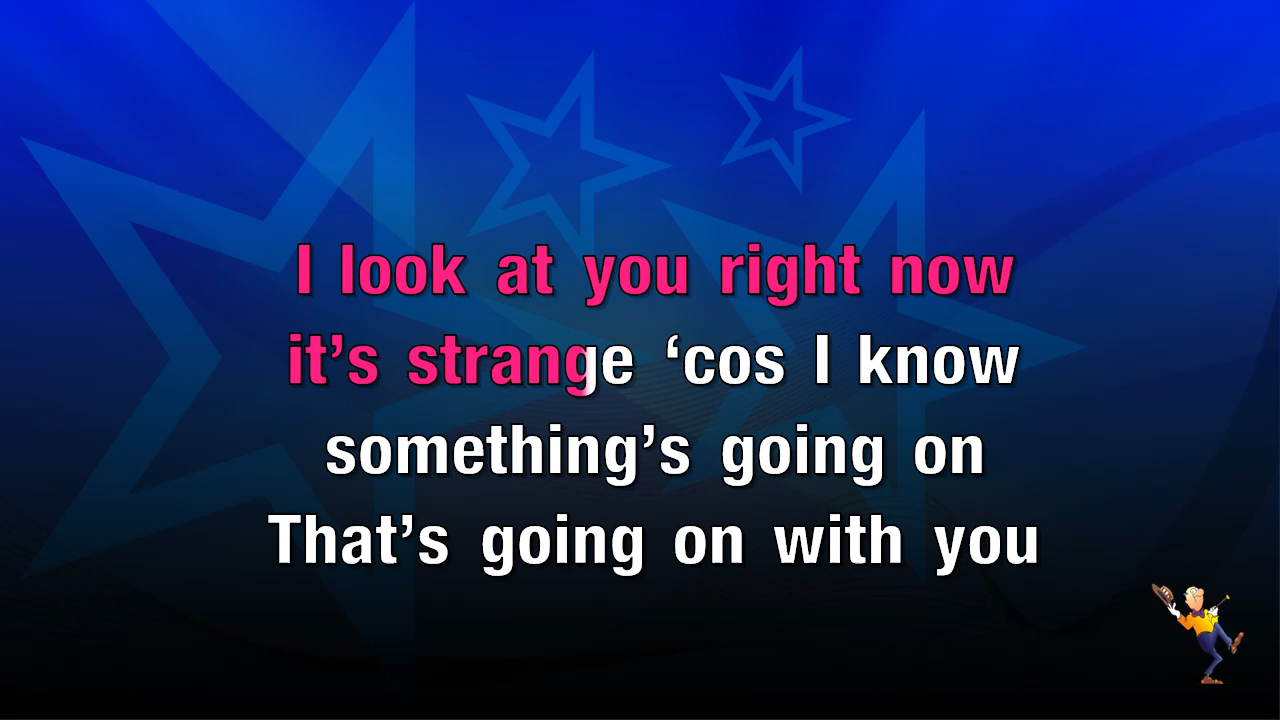 I look at you right now
it’s strange ‘cos I know
something’s going on
That’s going on with you